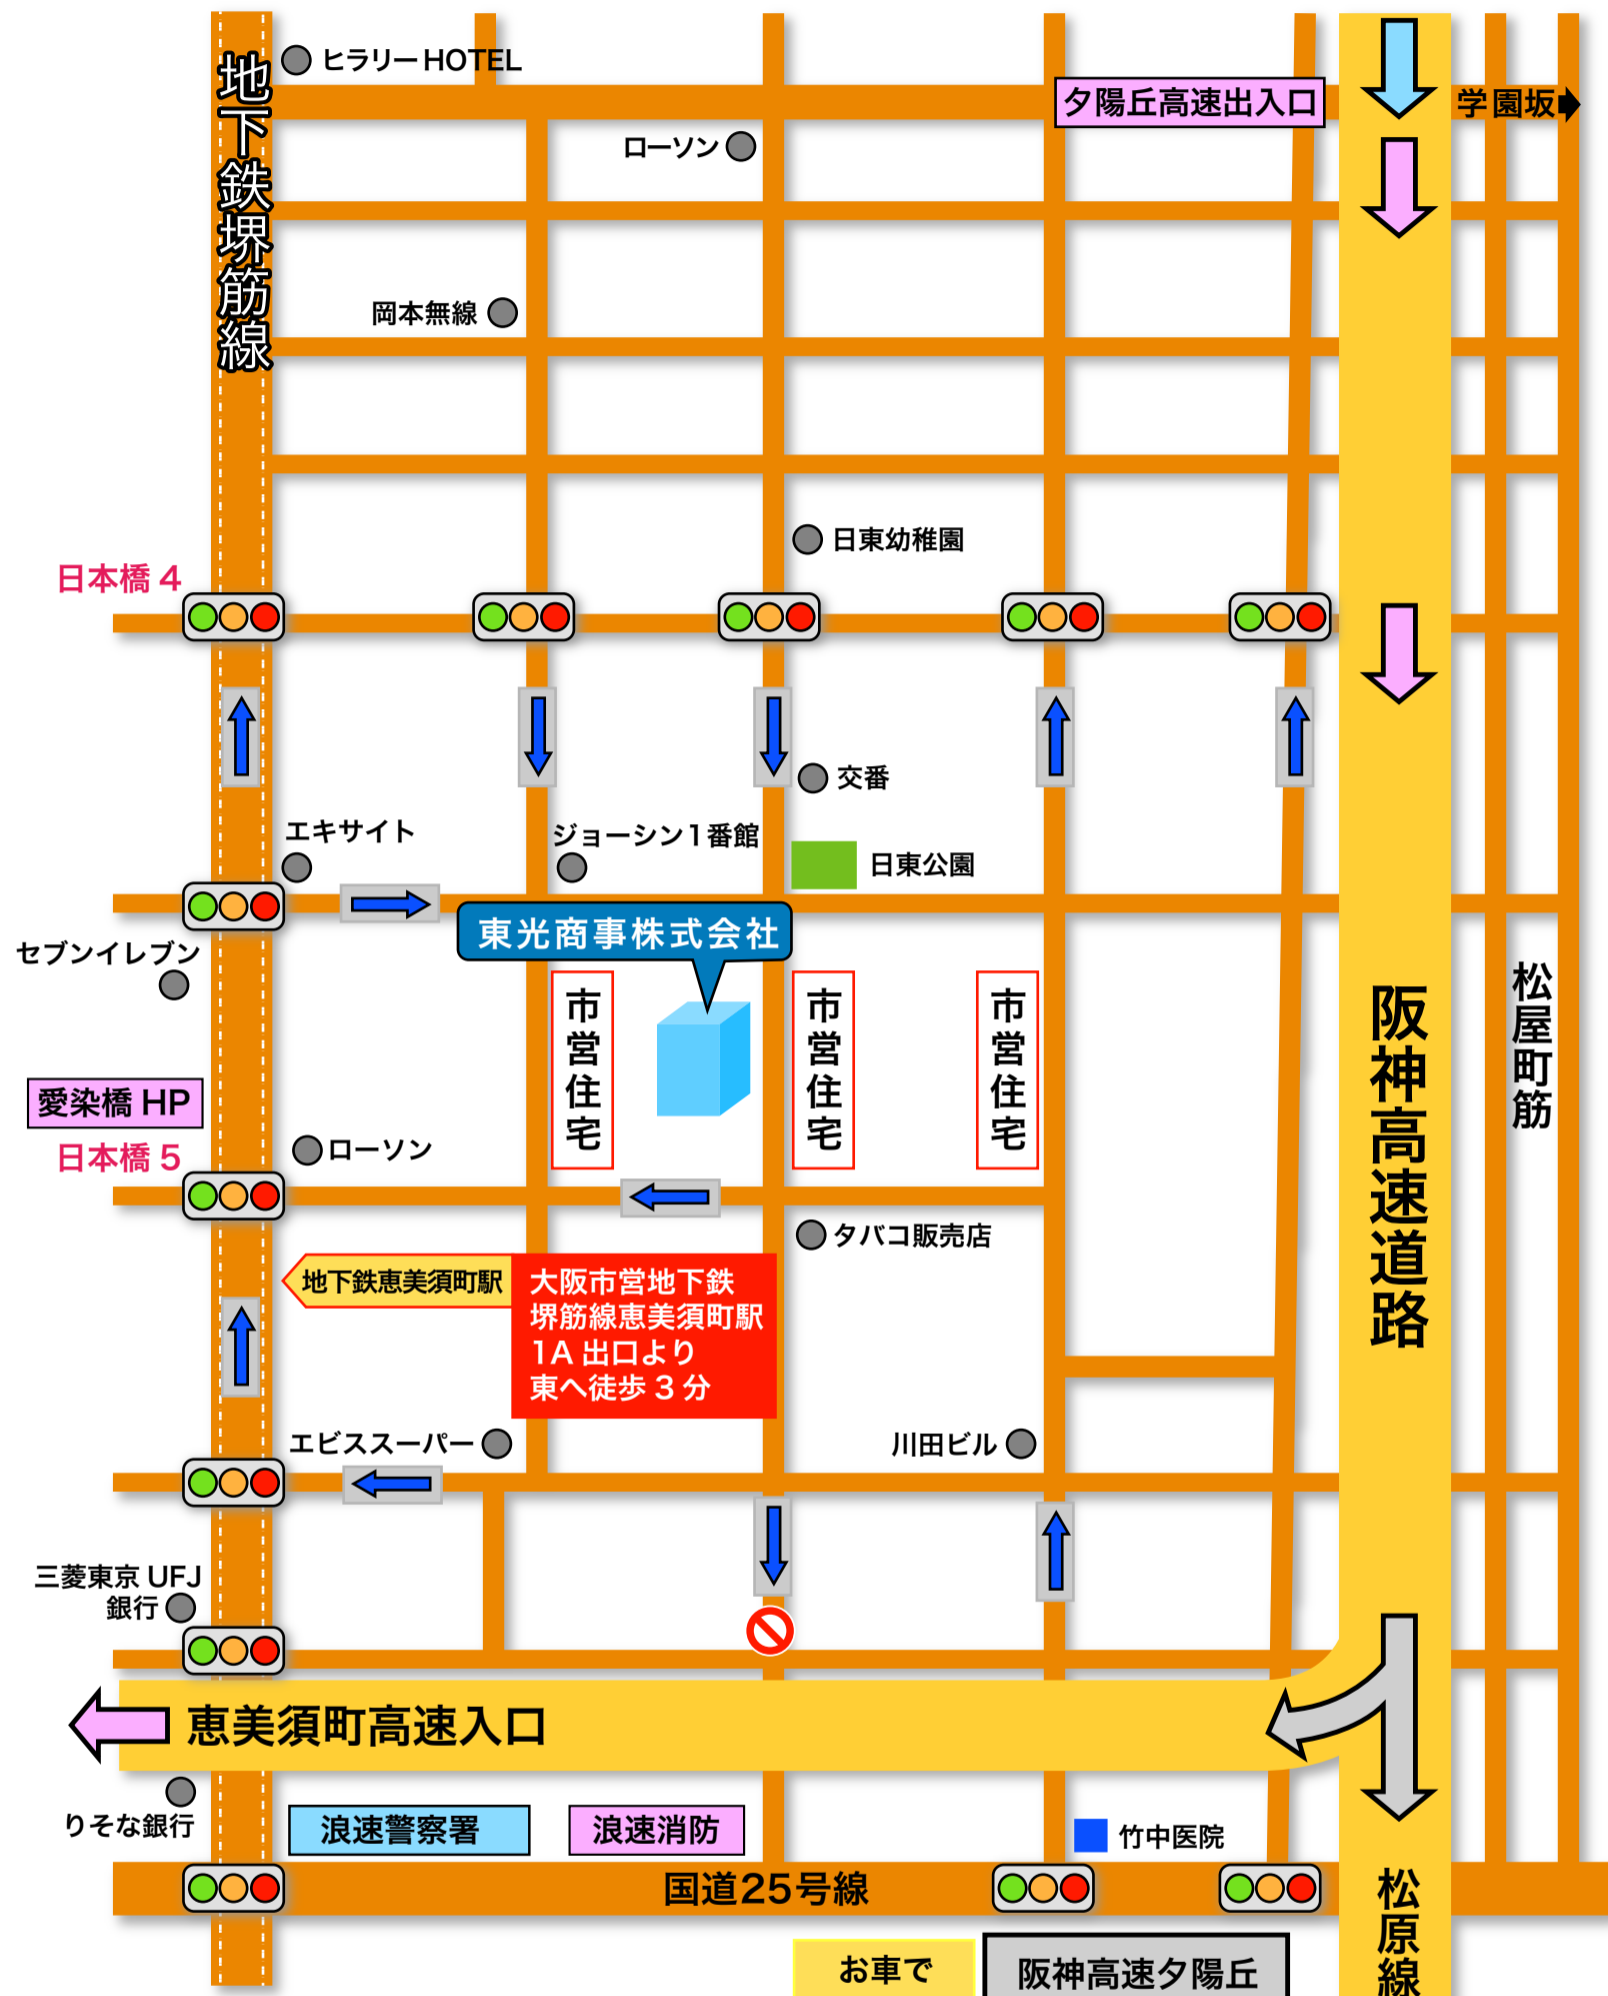 ヒラリーHOTEL
地下鉄堺筋線
夕陽丘高速出入口
学園坂
ローソン
岡本無線
日東幼稚園
日本橋 4
交番
エキサイト
ジョーシン1番館
日東公園
東光商事株式会社
セブンイレブン
市営住宅
市営住宅
市営住宅
阪神高速道路
松屋町筋
愛染橋 HP
日本橋 5
ローソン
タバコ販売店
地下鉄恵美須町駅
大阪市営地下鉄
堺筋線恵美須町駅
1A 出口より
東へ徒歩 3 分
エビススーパー
川田ビル
三菱東京 UFJ
銀行
恵美須町高速入口
りそな銀行
浪速警察署
浪速消防
竹中医院
国道25号線
松原線
お車で
阪神高速夕陽丘